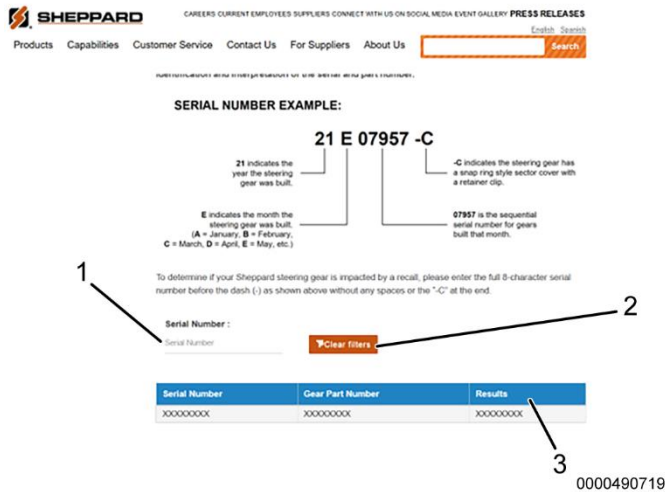 SHEPPARD
CAREERS CURRENT EMPLOYEES SUPPLIERS CONNECT WITH US ON SOCIAL MEDIA EVENT GALLERY PRESS RELEASES
English Spanish
Products Capabilities Customer Service Contact Us For Suppliers About Us Search
identification and interpretation of the serial and part number.
SERIAL NUMBER EXAMPLE:
21 E 07957 -C
21 indicates the
year the steering
gear was built.
-C indicates the steering gear has
a snap ring style sector cover with
a retainer clip.
E indicates the month the
steering gear was built.
(A = January, B = February,
C = March, D = April, E = May, etc.)
07957 is the sequential
serial number for gears
built that month.
To determine if your Sheppard steering gear is impacted by a recall, please enter the full 8-character serial
number before the dash (-) as shown above without any spaces or the "-C" at the end.
1
2
Serial Number :
Serial Number
Clear filters
Serial Number Gear Part Number Results
XXXXXXXX XXXXXXXX XXXXXXXX
3
0000490719